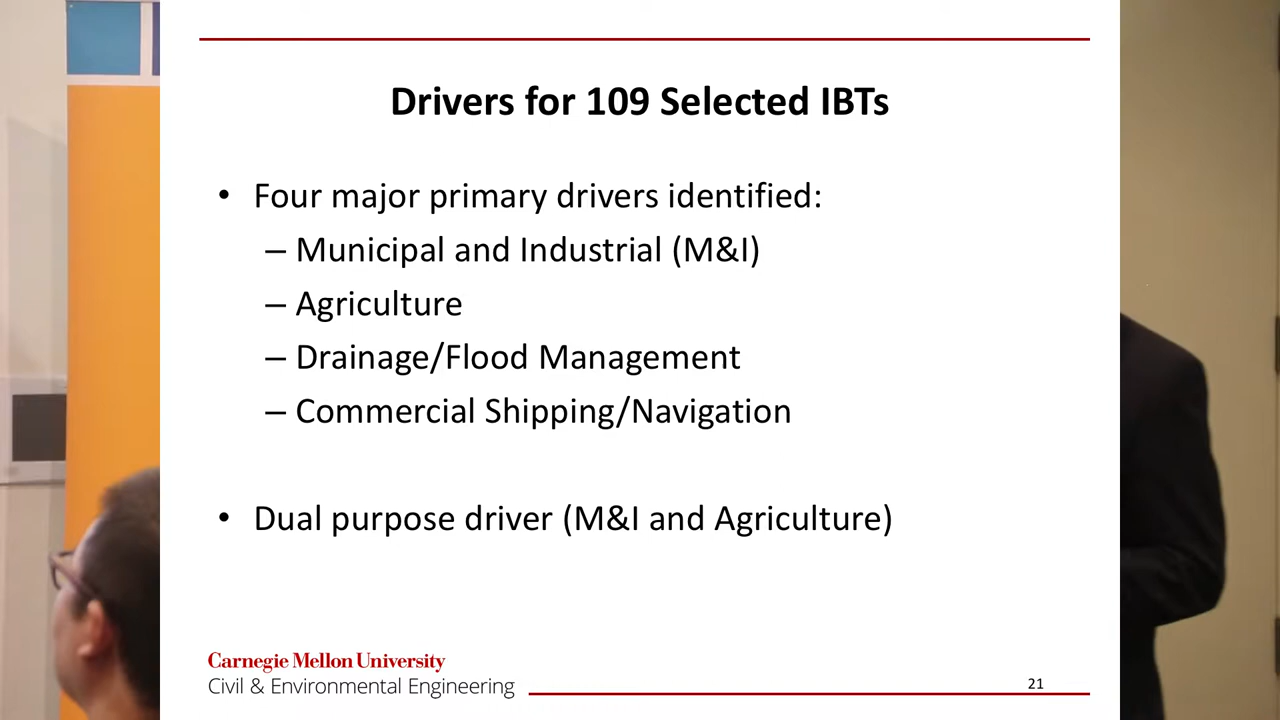 Drivers for 109 Selected IBTs
• Four major primary drivers identified:
– Municipal and Industrial (M&I)
– Agriculture
– Drainage/Flood Management
– Commercial Shipping/Navigation
• Dual purpose driver (M&I and Agriculture)
Carnegie Mellon University
Civil & Environmental Engineering
21